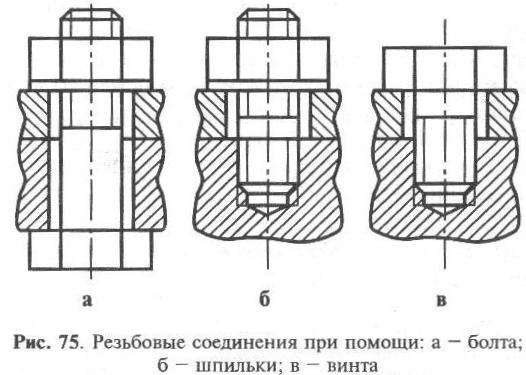 а б в
Рис. 75. Резьбовые соединения при помощи: а – болта;
б – шпильки; в – винта